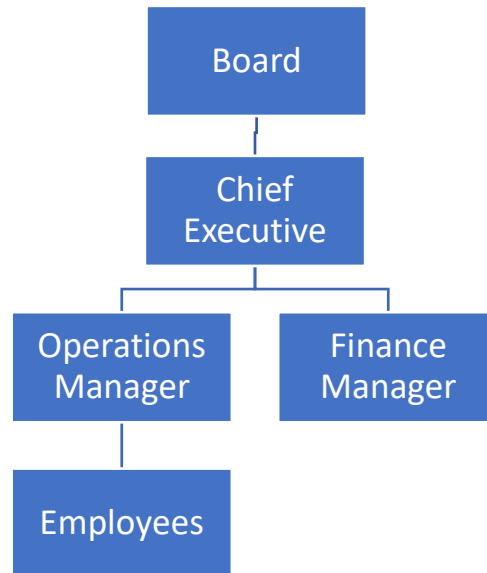 Board
Chief
Executive
Operations
Manager
Finance
Manager
Employees